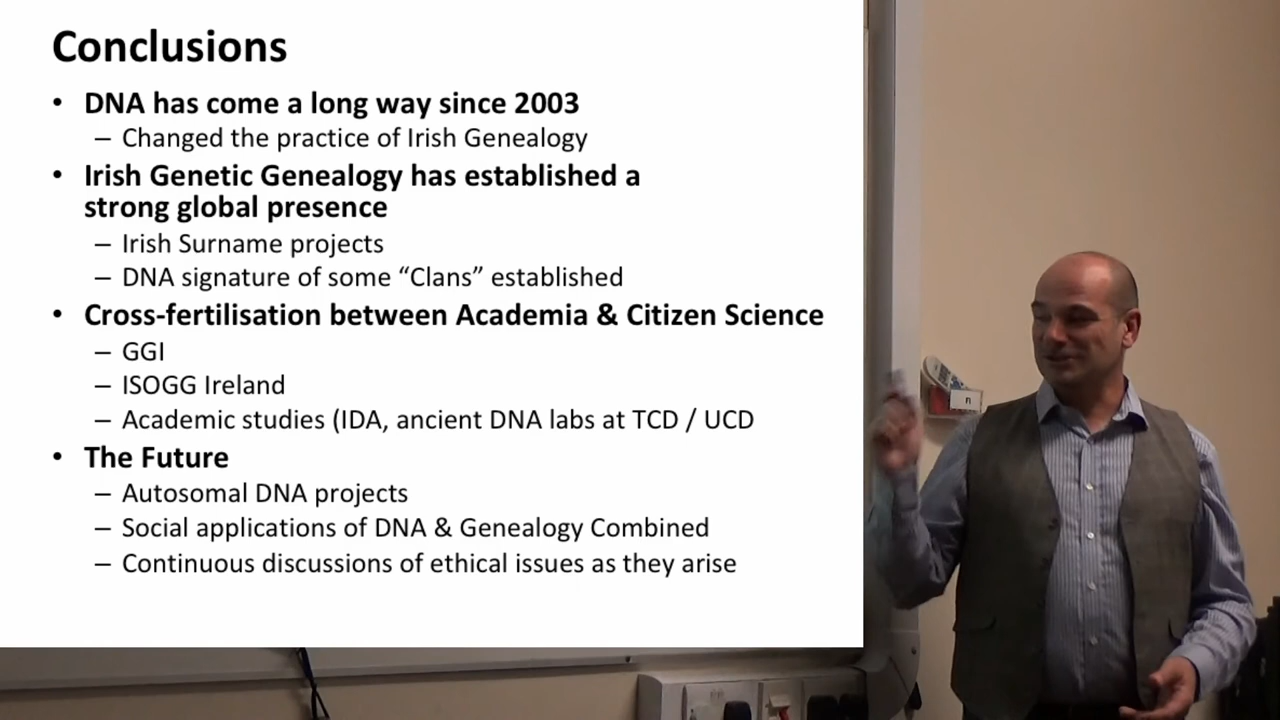 Conclusions
• DNA has come a long way since 2003
– Changed the practice of Irish Genealogy
• Irish Genetic Genealogy has established a
strong global presence
– Irish Surname projects
– DNA signature of some “Clans” established
• Cross-fertilisation between Academia & Citizen Science
– GGI
– ISOGG Ireland
– Academic studies (IDA, ancient DNA labs at TCD / UCD
• The Future
– Autosomal DNA projects
– Social applications of DNA & Genealogy Combined
– Continuous discussions of ethical issues as they arise
n